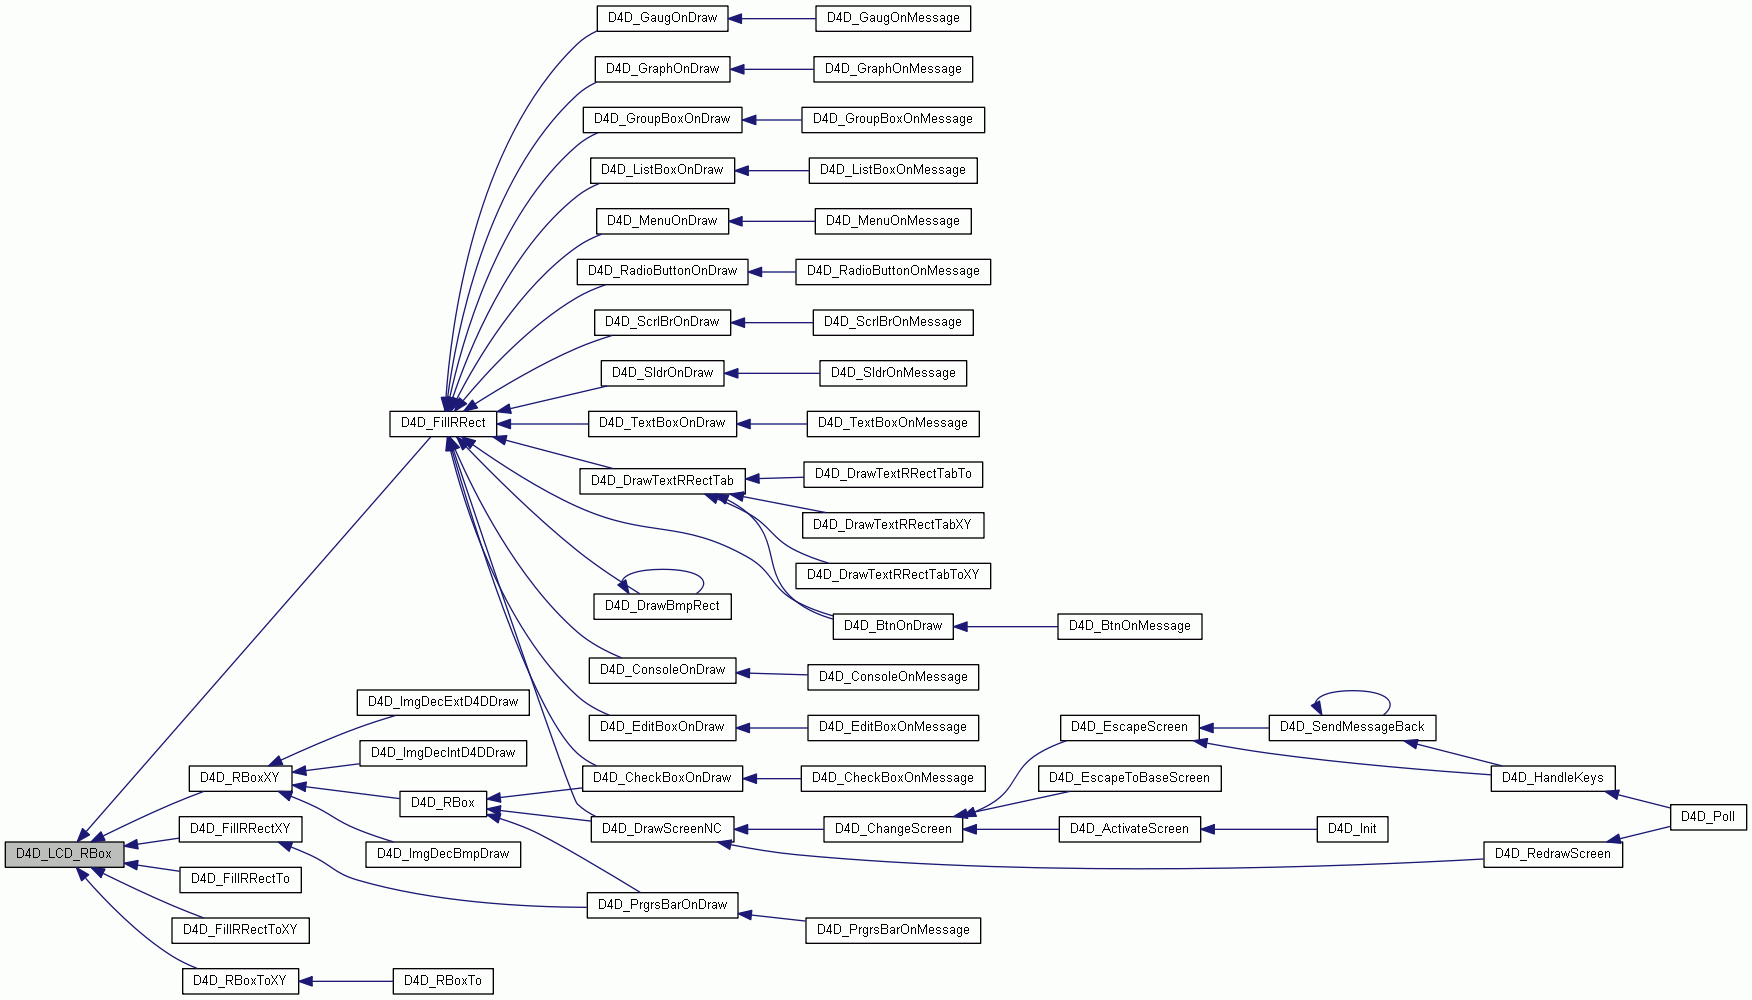 D4D_GaugOnDraw
D4D_GaugOnMessage
D4D_GraphOnDraw
D4D_GraphOnMessage
D4D_GroupBoxOnDraw
D4D_GroupBoxOnMessage
D4D_ListBoxOnDraw
D4D_ListBoxOnMessage
D4D_MenuOnDraw
D4D_MenuOnMessage
D4D_RadioButtonOnDraw
D4D_RadioButtonOnMessage
D4D_ScrlBrOnDraw
D4D_ScrlBrOnMessage
D4D_SldrOnDraw
D4D_SldrOnMessage
D4D_FillRRect
D4D_TextBoxOnDraw
D4D_TextBoxOnMessage
D4D_DrawTextRRectTab
D4D_DrawTextRRectTabTo
D4D_DrawTextRRectTabXY
D4D_DrawTextRRectTabToXY
D4D_DrawBmpRect
D4D_BtnOnDraw
D4D_BtnOnMessage
D4D_ConsoleOnDraw
D4D_ConsoleOnMessage
D4D_ImgDecExtD4DDraw
D4D_EditBoxOnDraw
D4D_EditBoxOnMessage
D4D_EscapeScreen
D4D_SendMessageBack
D4D_ImgDecIntD4DDraw
D4D_RBoxXY
D4D_CheckBoxOnDraw
D4D_CheckBoxOnMessage
D4D_EscapeToBaseScreen
D4D_HandleKeys
D4D_RBox
D4D_Poll
D4D_FillRRectXY
D4D_DrawScreenNC
D4D_ChangeScreen
D4D_ActivateScreen
D4D_Init
D4D_LCD_RBox
D4D_ImgDecBmpDraw
D4D_RedrawScreen
D4D_FillRRectTo
D4D_PrgrsBarOnDraw
D4D_FillRRectToXY
D4D_PrgrsBarOnMessage
D4D_RBoxToXY
D4D_RBoxTo